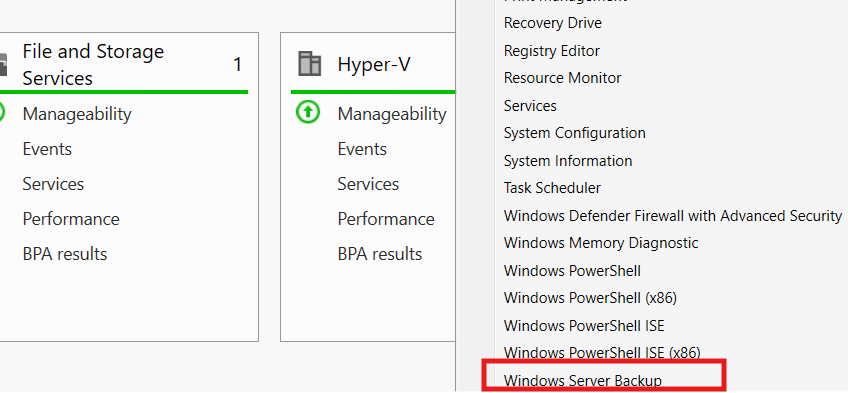 File and Storage
Services
1
Manageability
Events
Services
Performance
BPA results
Hyper-V
Manageability
Events
Services
Performance
BPA results
Print Management
Recovery Drive
Registry Editor
Resource Monitor
Services
System Configuration
System Information
Task Scheduler
Windows Defender Firewall with Advanced Security
Windows Memory Diagnostic
Windows PowerShell
Windows PowerShell (x86)
Windows PowerShell ISE
Windows PowerShell ISE (x86)
Windows Server Backup